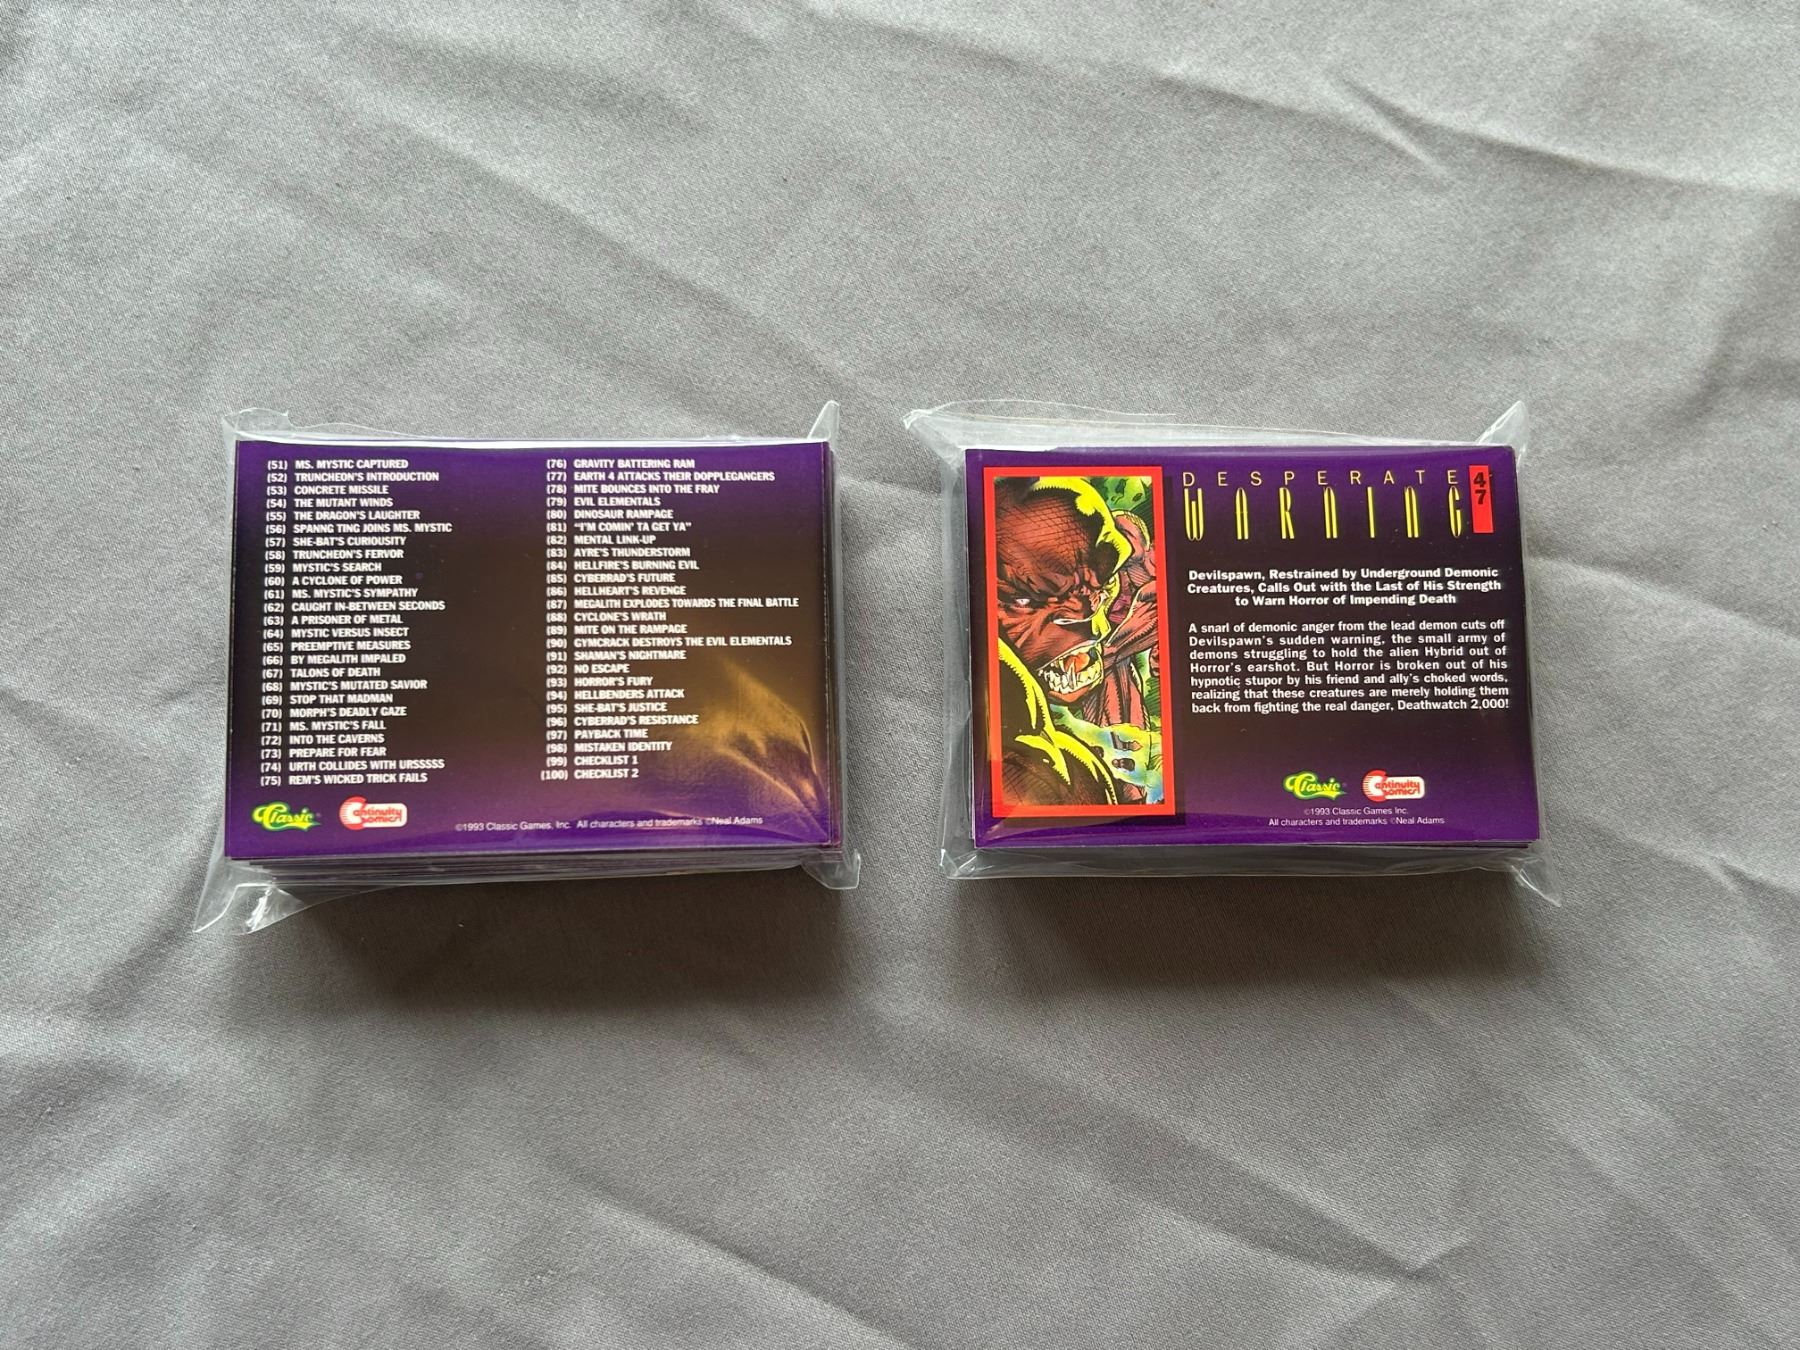 (51) MS. MYSTIC CAPTURED
(52) TRUNCHEON'S INTRODUCTION
(53) CONCRETE MISSILE
(54) THE MUTANT WINDS
(55) THE DRAGON'S LAUGHTER
(56) SPANNG TING JOINS MS. MYSTIC
(57) SHE-BAT'S CURIOUSITY
(58) TRUNCHEON'S FERVOR
(59) MYSTIC'S SEARCH
(60) A CYCLONE OF POWER
(61) MS. MYSTIC'S SYMPATHY
(62) CAUGHT IN-BETWEEN SECONDS
(63) A PRISONER OF METAL
(64) MYSTIC VERSUS INSECT
(65) PREEMPTIVE MEASURES
(66) BY MEGALITH IMPALED
(67) TALONS OF DEATH
(68) MYSTIC'S MUTATED SAVIOR
(69) STOP THAT MADMAN
(70) MORPH'S DEADLY GAZE
(71) MS. MYSTIC'S FALL
(72) INTO THE CAVERNS
(73) PREPARE FOR FEAR
(74) URTH COLLIDES WITH URSSSSS
(75) REM'S WICKED TRICK FAILS
(76) GRAVITY BATTERING RAM
(77) EARTH 4 ATTACKS THEIR DOPPLEGANGERS
(78) MITE BOUNCES INTO THE FRAY
(79) EVIL ELEMENTALS
(80) DINOSAUR RAMPAGE
(81) "I'M COMIN' TA GET YA"
(82) MENTAL LINK-UP
(83) AYRE'S THUNDERSTORM
(84) HELLFIRE'S BURNING EVIL
(85) CYBERRAD'S FUTURE
(86) HELLHEART'S REVENGE
(87) MEGALITH EXPLODES TOWARDS THE FINAL BATTLE
(88) CYCLONE'S WRATH
(89) MITE ON THE RAMPAGE
(90) GYMCRACK DESTROYS THE EVIL ELEMENTALS
(91) SHAMAN'S NIGHTMARE
(92) NO ESCAPE
(93) HORROR'S FURY
(94) HELLBENDERS ATTACK
(95) SHE-BAT'S JUSTICE
(96) CYBERRAD'S RESISTANCE
(97) PAYBACK TIME
(98) MISTAKEN IDENTITY
(99) CHECKLIST 1
(100) CHECKLIST 2
Classic
Continuity
Comics
©1993 Classic Games, Inc. All characters and trademarks ©Neal Adams
DESPERATE
WARNING
47
Devilspawn, Restrained by Underground Demonic
Creatures, Calls Out with the Last of His Strength
to Warn Horror of Impending Death
A snarl of demonic anger from the lead demon cuts off
Devilspawn's sudden warning, the small army of
demons struggling to hold the alien Hybrid out of
Horror's earshot. But Horror is broken out of his
hypnotic stupor by his friend and ally's choked words,
realizing that these creatures are merely holding them
back from fighting the real danger, Deathwatch 2,000!
Classic
Continuity
Comics
©1993 Classic Games Inc.
All characters and trademarks ©Neal Adams